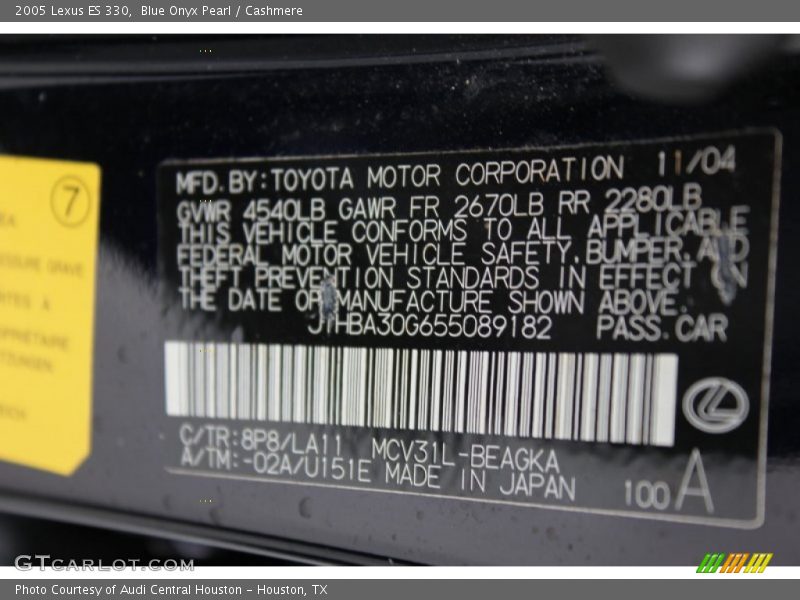 2005 Lexus ES 330, Blue Onyx Pearl / Cashmere
7
MFD.BY:TOYOTA MOTOR CORPORATION 11/04
GVWR 4540LB GAWR FR 2670LB RR 2280LB
THIS VEHICLE CONFORMS TO ALL APPLICABLE
FEDERAL MOTOR VEHICLE SAFETY,BUMPER,AND
THEFT PREVENTION STANDARDS IN EFFECT ON
THE DATE OF MANUFACTURE SHOWN ABOVE.
JTHBA30G655089182 PASS.CAR
C/TR:8P8/LA11 MCV31L-BEAGKA
A/TM:-02A/U151E MADE IN JAPAN
100 A
GTCARLOT.COM
Photo Courtesy of Audi Central Houston - Houston, TX